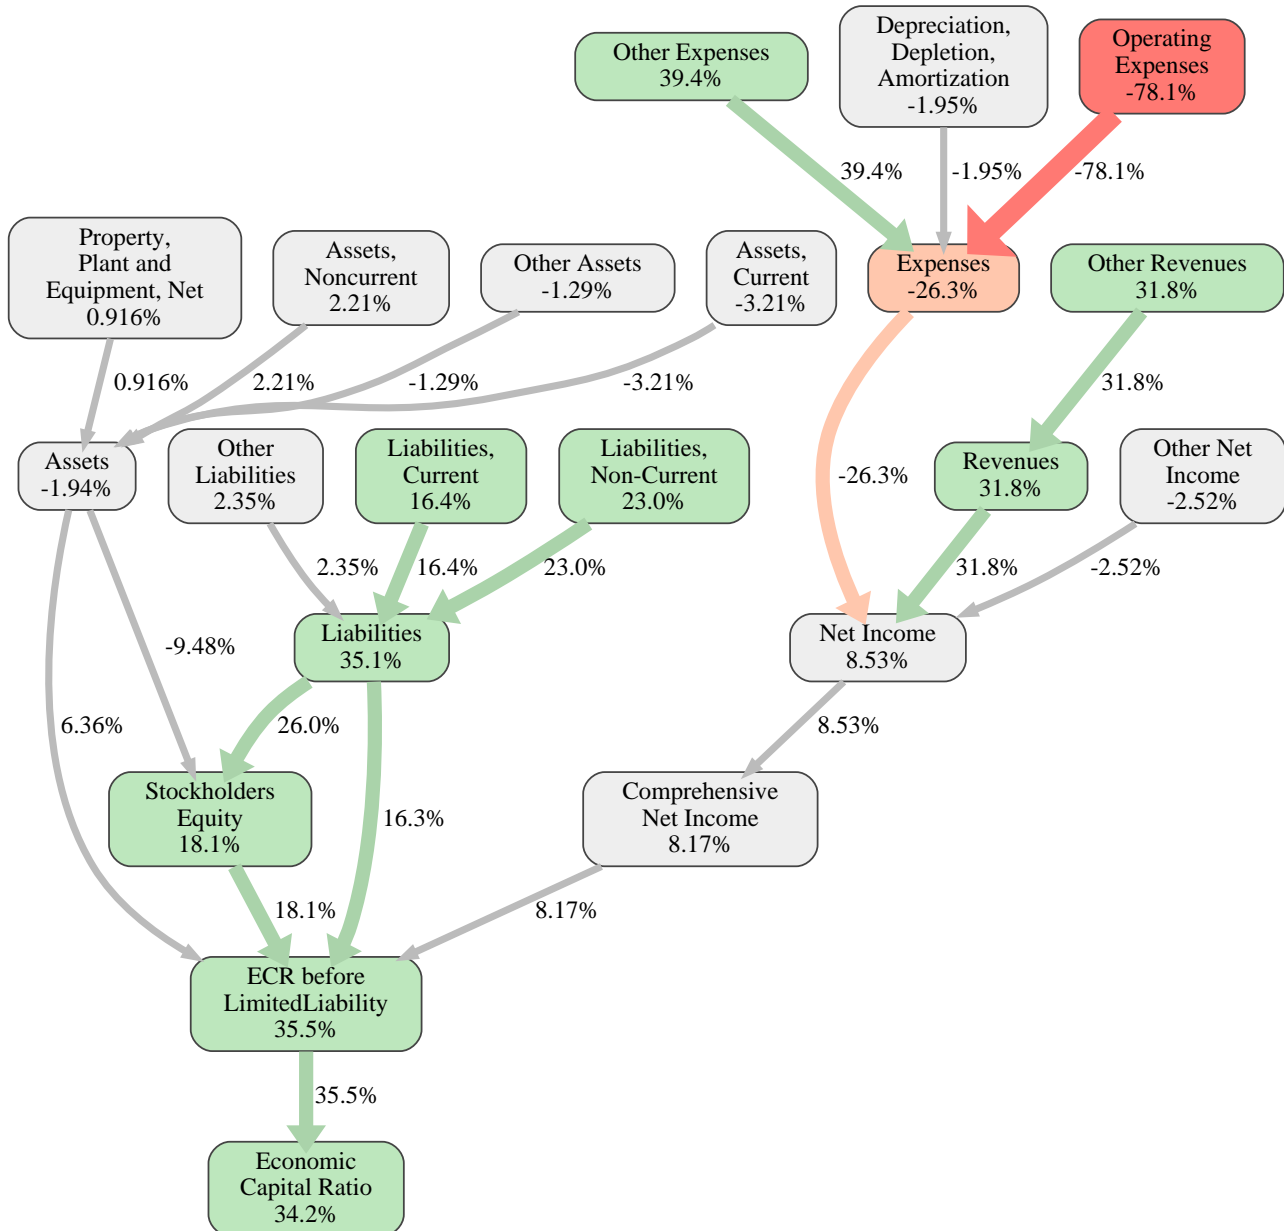 Other Expenses
39.4%
Depreciation,
Depletion,
Amortization
-1.95%
Operating
Expenses
-78.1%
39.4%
-1.95%
-78.1%
Property,
Plant and
Equipment, Net
0.916%
Assets,
Noncurrent
2.21%
Other Assets
-1.29%
Assets,
Current
-3.21%
Expenses
-26.3%
Other Revenues
31.8%
0.916%
2.21%
-1.29%
-3.21%
31.8%
Assets
-1.94%
Other
Liabilities
2.35%
Liabilities,
Current
16.4%
Liabilities,
Non-Current
23.0%
-26.3%
Revenues
31.8%
Other Net
Income
-2.52%
2.35%
16.4%
23.0%
31.8%
-2.52%
-9.48%
Liabilities
35.1%
Net Income
8.53%
6.36%
26.0%
8.53%
Stockholders
Equity
18.1%
16.3%
Comprehensive
Net Income
8.17%
18.1%
8.17%
ECR before
LimitedLiability
35.5%
35.5%
Economic
Capital Ratio
34.2%